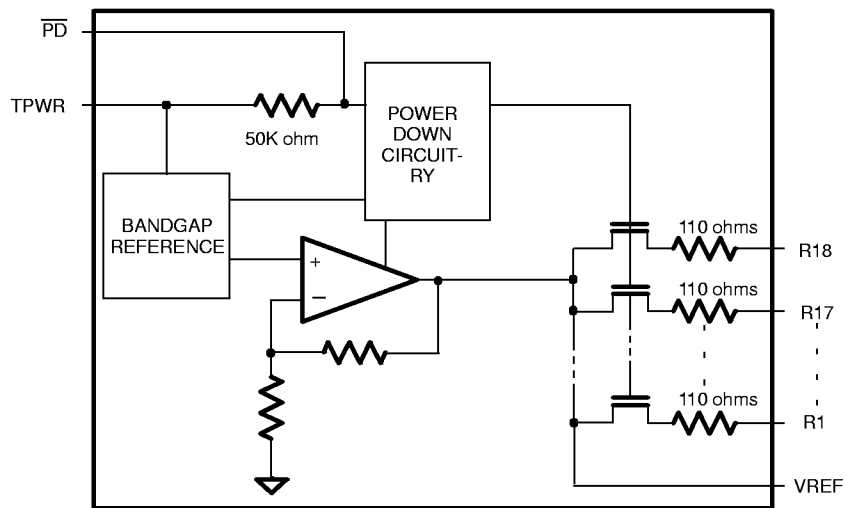 PD
TPWR
50K ohm
POWER
DOWN
CIRCUIT-
RY
BANDGAP
REFERENCE
+
−
110 ohms
R18
110 ohms
R17
110 ohms
R1
VREF